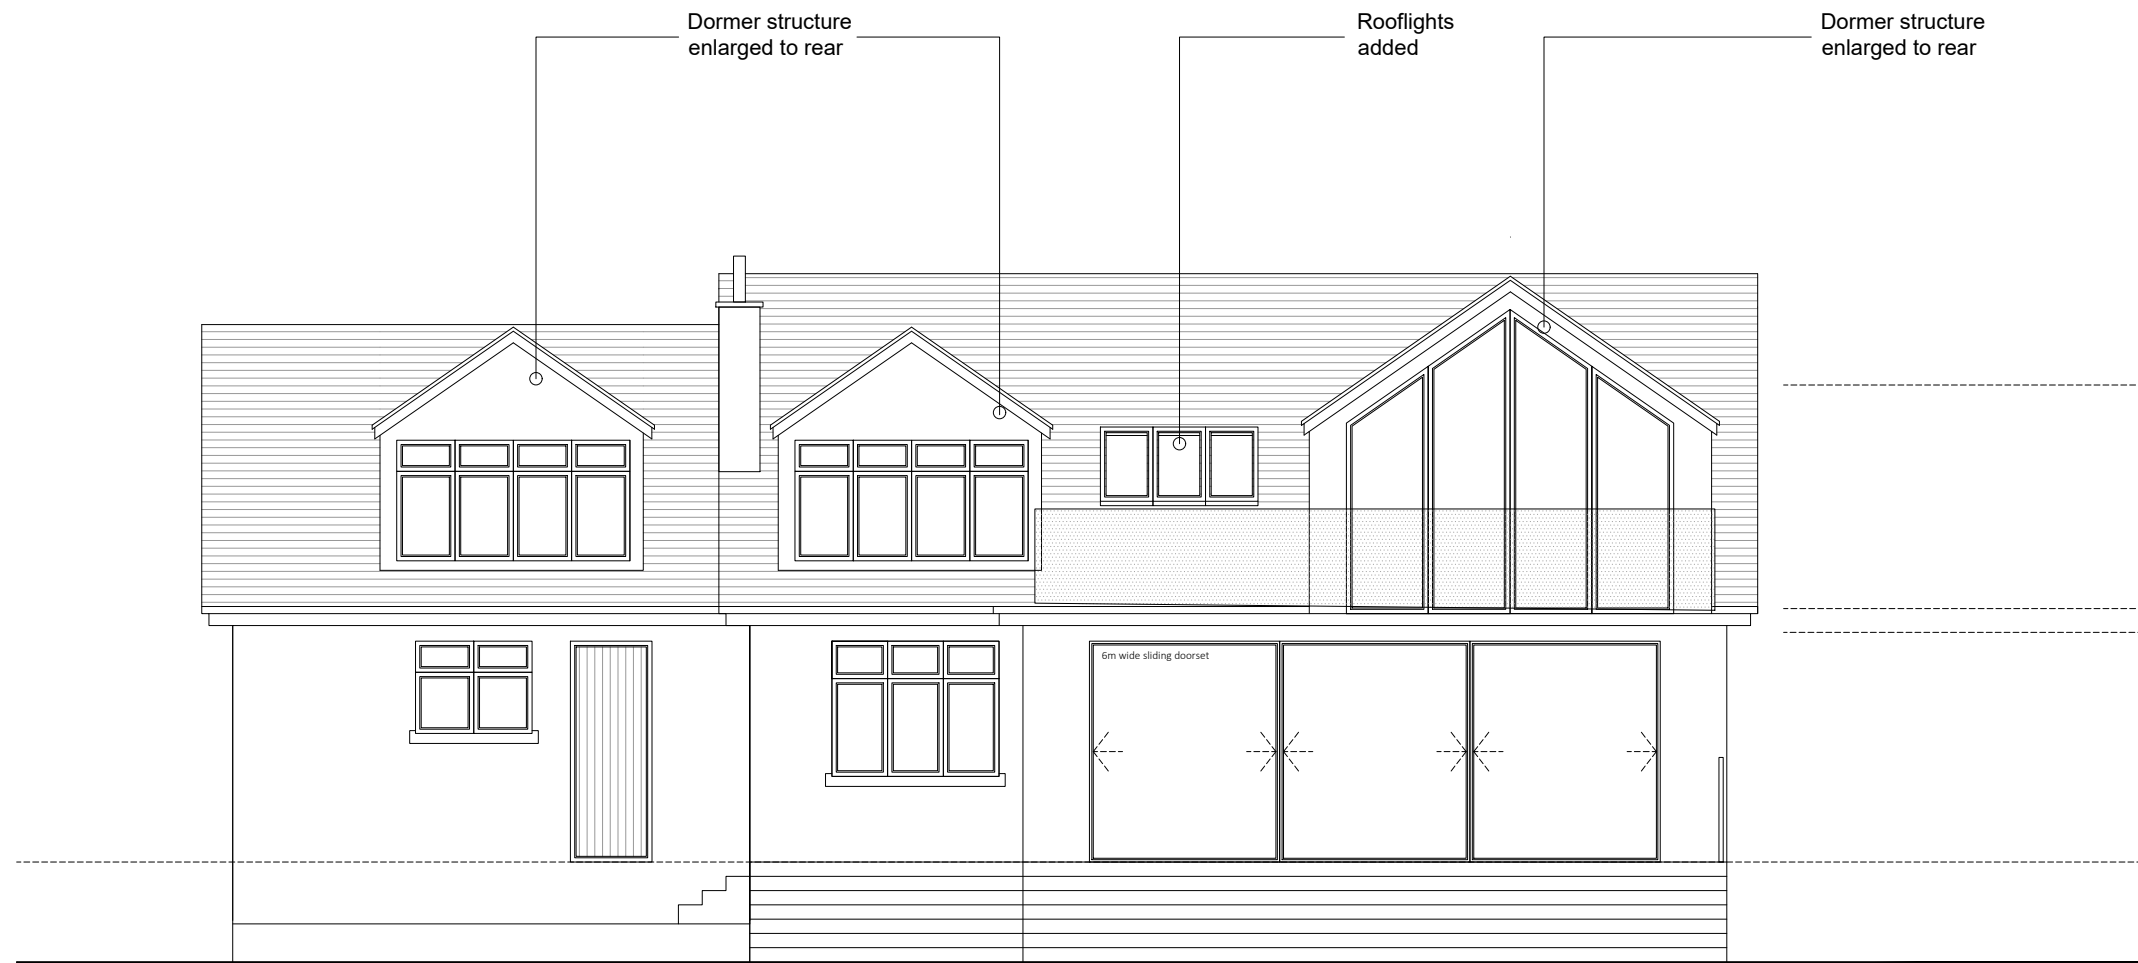 Dormer structure
enlarged to rear
Rooflights
added
Dormer structure
enlarged to rear
6m wide sliding doorset